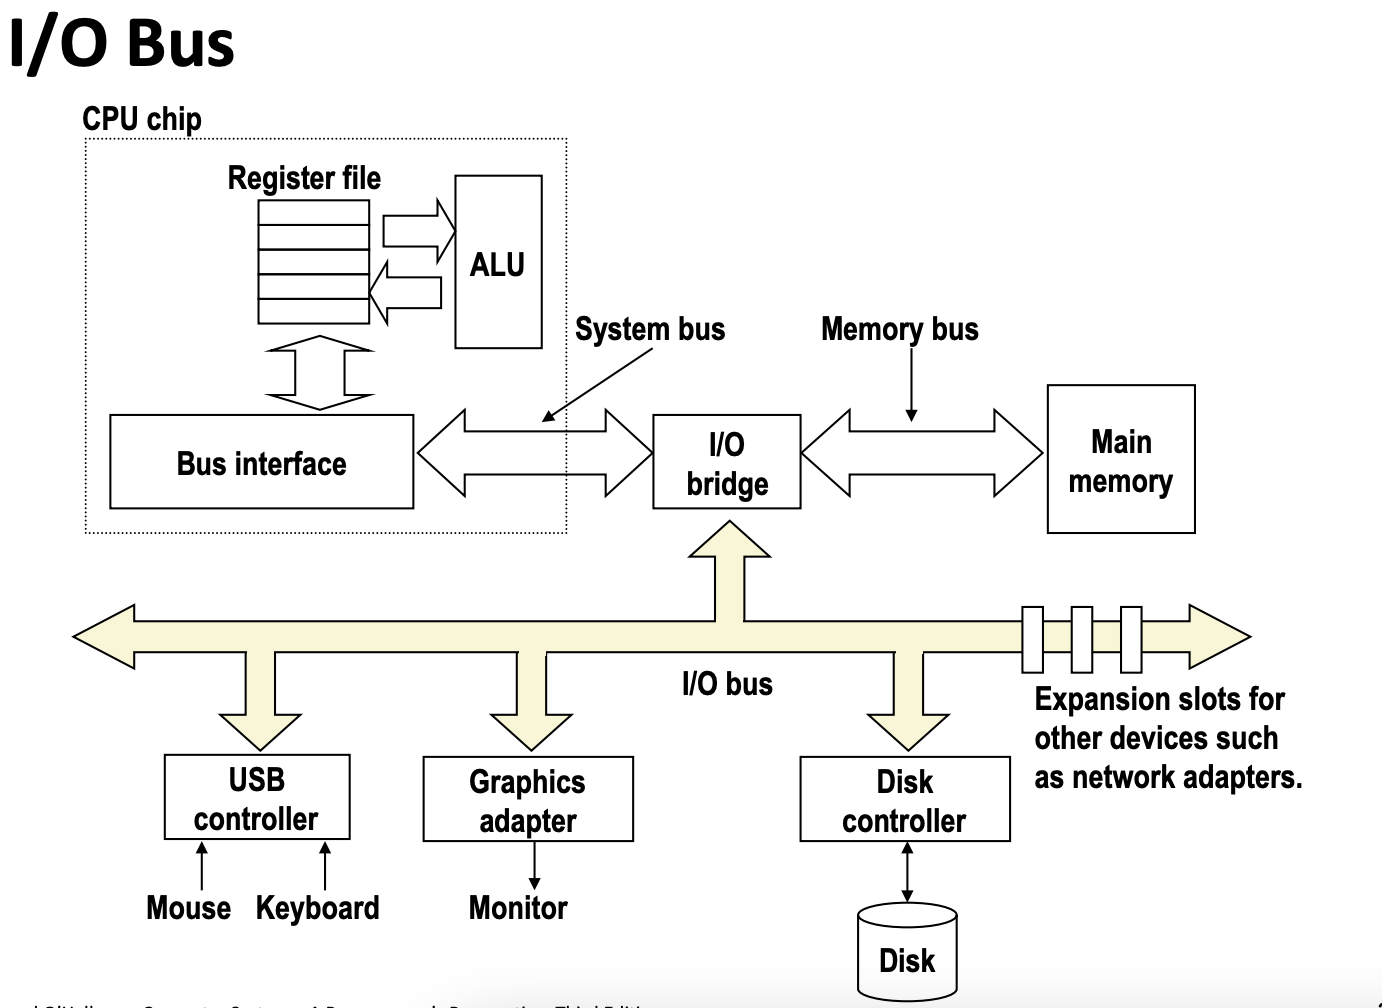 I/O Bus
CPU chip
Register file
ALU
System bus
Memory bus
Bus interface
I/O
bridge
Main
memory
I/O bus
Expansion slots for
other devices such
as network adapters.
USB
controller
Graphics
adapter
Disk
controller
Mouse
Keyboard
Monitor
Disk